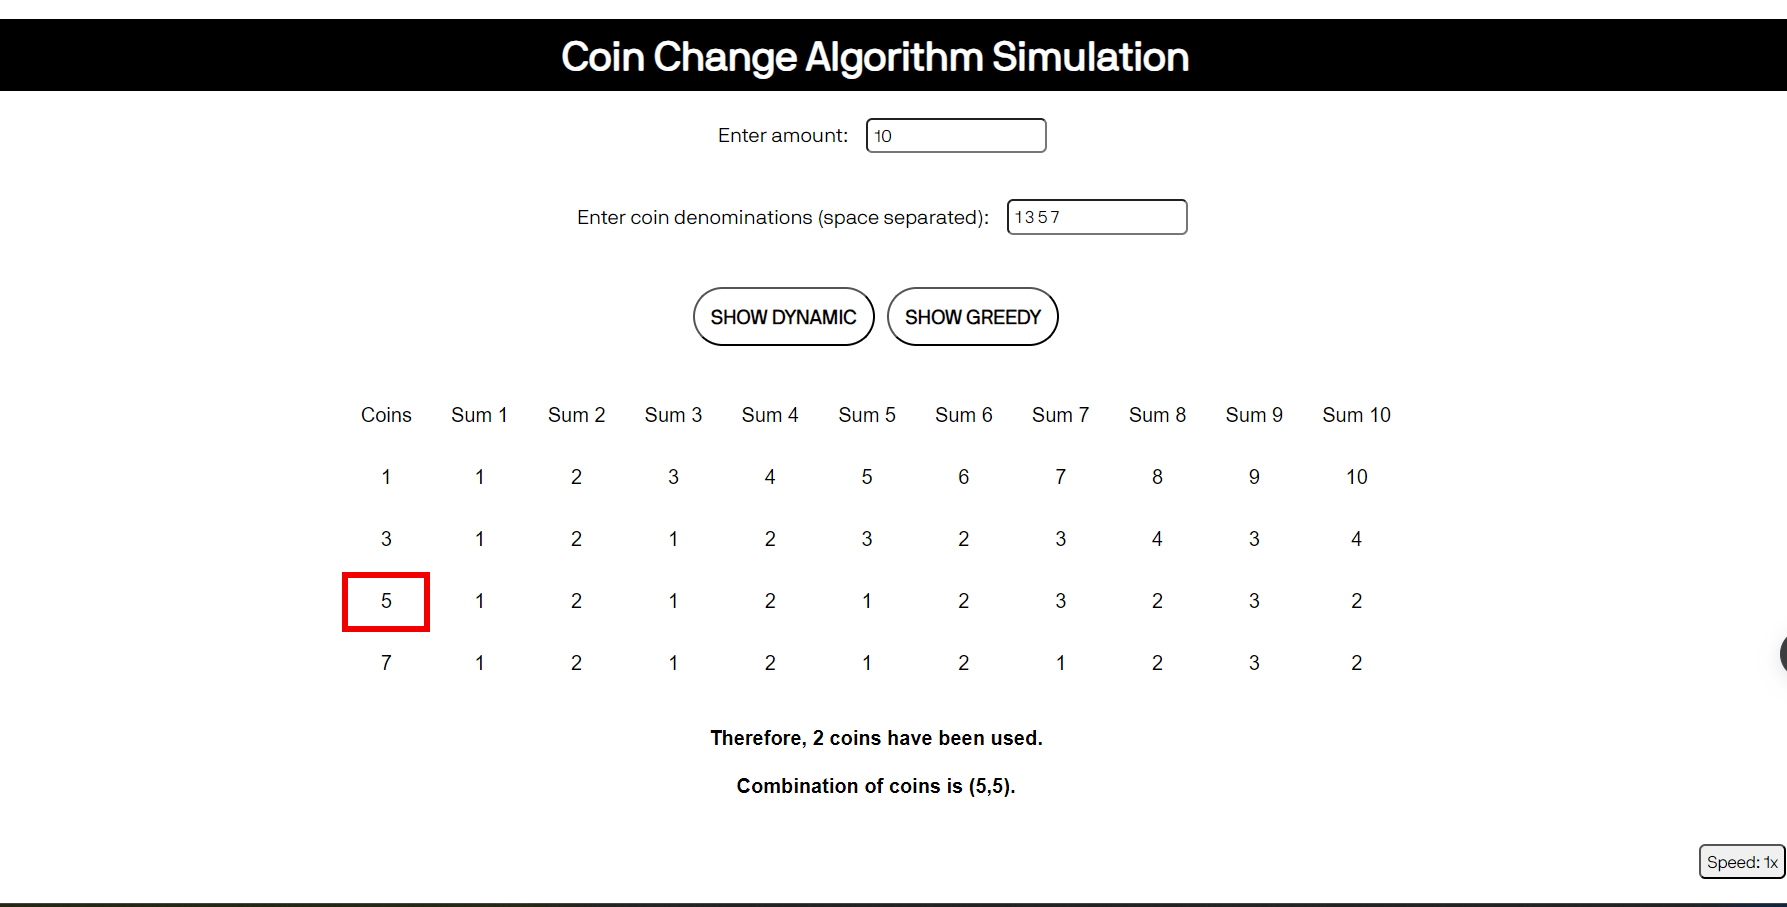 Coin Change Algorithm Simulation
Enter amount: 10
Enter coin denominations (space separated): 1 3 5 7
SHOW DYNAMIC SHOW GREEDY
Coins Sum 1 Sum 2 Sum 3 Sum 4 Sum 5 Sum 6 Sum 7 Sum 8 Sum 9 Sum 10
1 1 2 3 4 5 6 7 8 9 10
3 1 2 1 2 3 2 3 4 3 4
5 1 2 1 2 1 2 3 2 3 2
7 1 2 1 2 1 2 1 2 3 2
Therefore, 2 coins have been used.
Combination of coins is (5,5).
Speed: 1x